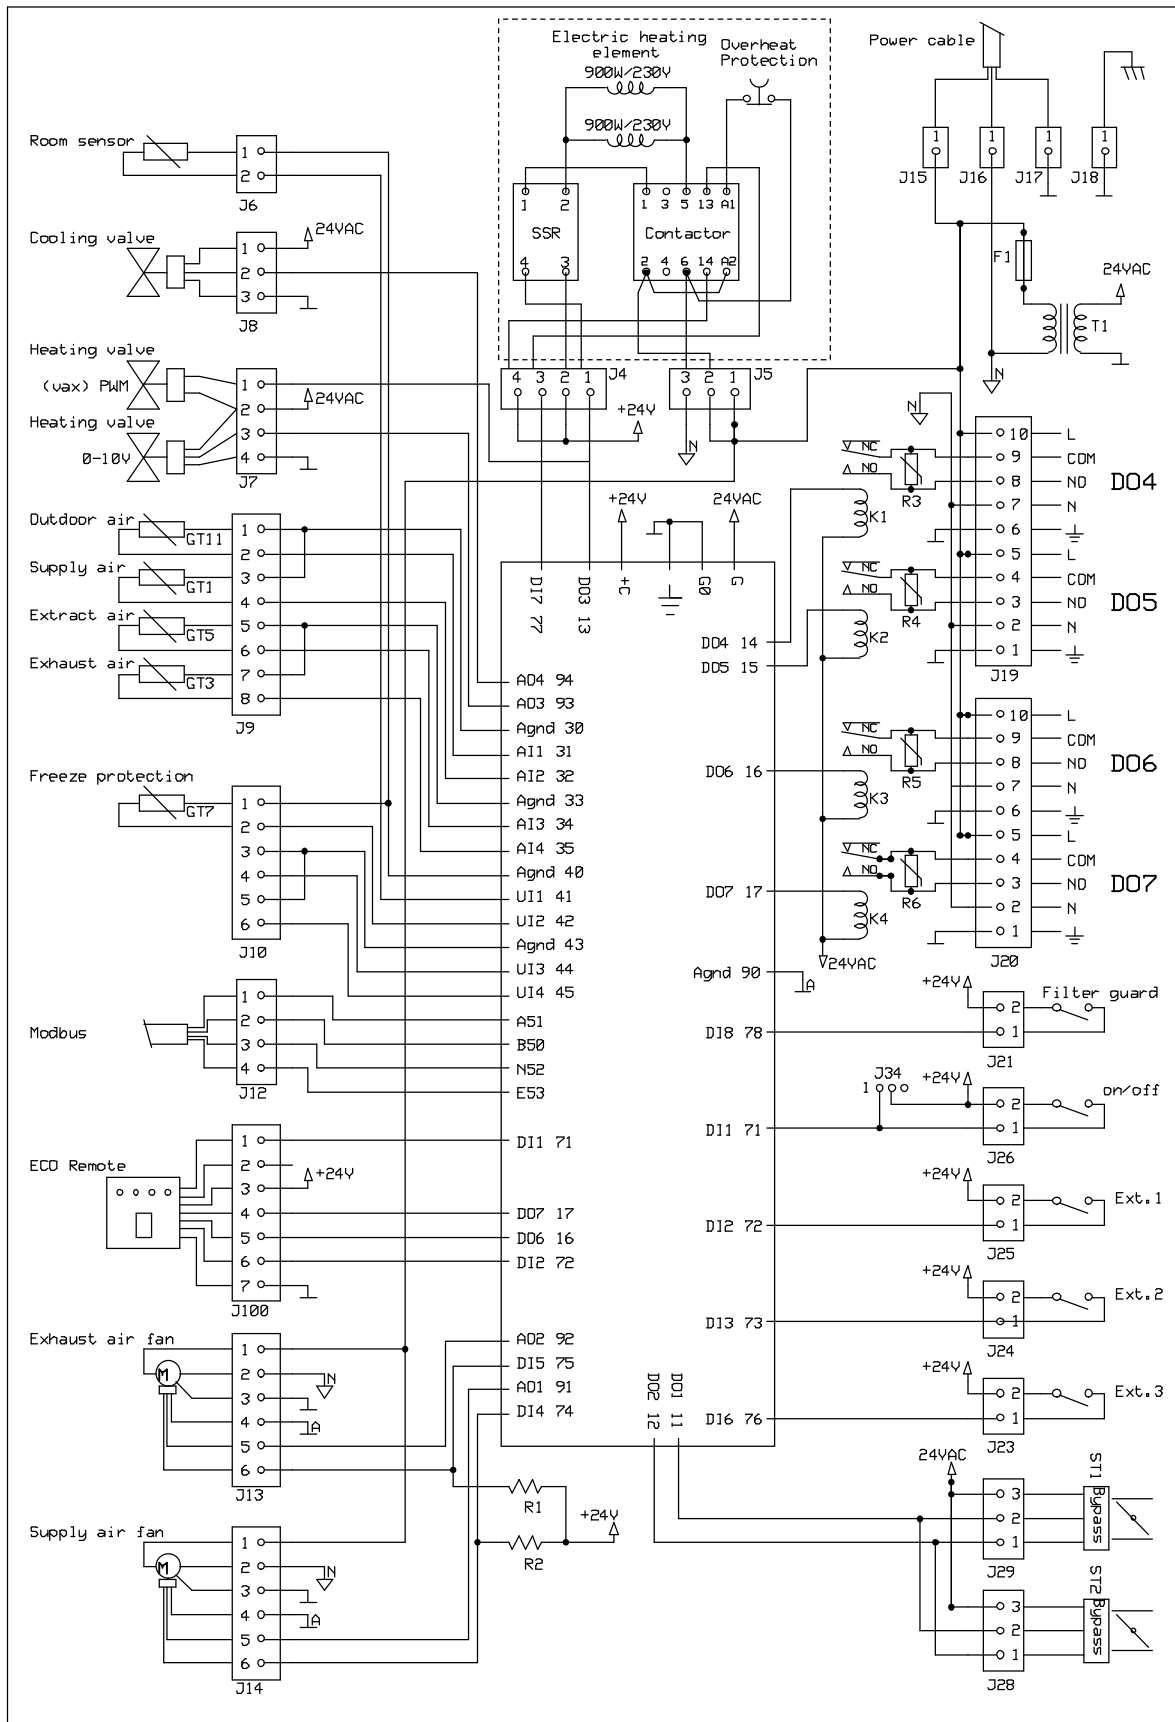 Electric heating
element
900W/230V
900W/230V
Overheat
Protection
1
2
SSR
4
3
1
3
5
13
A1
Contactor
2
4
6
14
A2
4
3
2
1
J4
3
2
1
J5
+24V
N
Power cable
1
J15
1
J16
1
J17
1
J18
F1
24VAC
T1
N
Room sensor
1
2
J6
Cooling valve
1
2
3
J8
24VAC
Heating valve
(vax) PWM
Heating valve
0-10V
1
2
3
4
J7
24VAC
Outdoor air
GT11
Supply air
GT1
Extract air
GT5
Exhaust air
GT3
1
2
3
4
5
6
7
8
J9
Freeze protection
GT7
1
2
3
4
5
6
J10
Modbus
1
2
3
4
J12
ECO Remote
1
2
3
4
5
6
7
J100
+24V
Exhaust air fan
M
1
2
3
4
5
6
J13
N
A
Supply air fan
M
1
2
3
4
5
6
J14
N
A
R1
R2
+24V
+24V
24VAC
DI7 77
DO3 13
+C
G0
G
AO4 94
AO3 93
Agnd 30
AI1 31
AI2 32
Agnd 33
AI3 34
AI4 35
Agnd 40
UI1 41
UI2 42
Agnd 43
UI3 44
UI4 45
A51
B50
N52
E53
DI1 71
DO7 17
DO6 16
DI2 72
AO2 92
DI5 75
AO1 91
DI4 74
DO4 14
DO5 15
DO6 16
DO7 17
Agnd 90
A
DI8 78
DI1 71
DI2 72
DI3 73
DI6 76
DO2 12
DO1 11
NC
NO
R3
K1
NC
NO
R4
K2
NC
NO
R5
K3
NC
NO
R6
K4
24VAC
N
10 L
9 COM
8 NO
7 N
6
5 L
4 COM
3 NO
2 N
1
J19
DO4
DO5
10 L
9 COM
8 NO
7 N
6
5 L
4 COM
3 NO
2 N
1
J20
DO6
DO7
+24V
Filter guard
2
1
J21
J34
1
+24V
on/off
2
1
J26
+24V
Ext.1
2
1
J25
+24V
Ext.2
2
1
J24
+24V
Ext.3
2
1
J23
24VAC
3
2
1
J29
ST1 Bypass
3
2
1
J28
ST2 Bypass